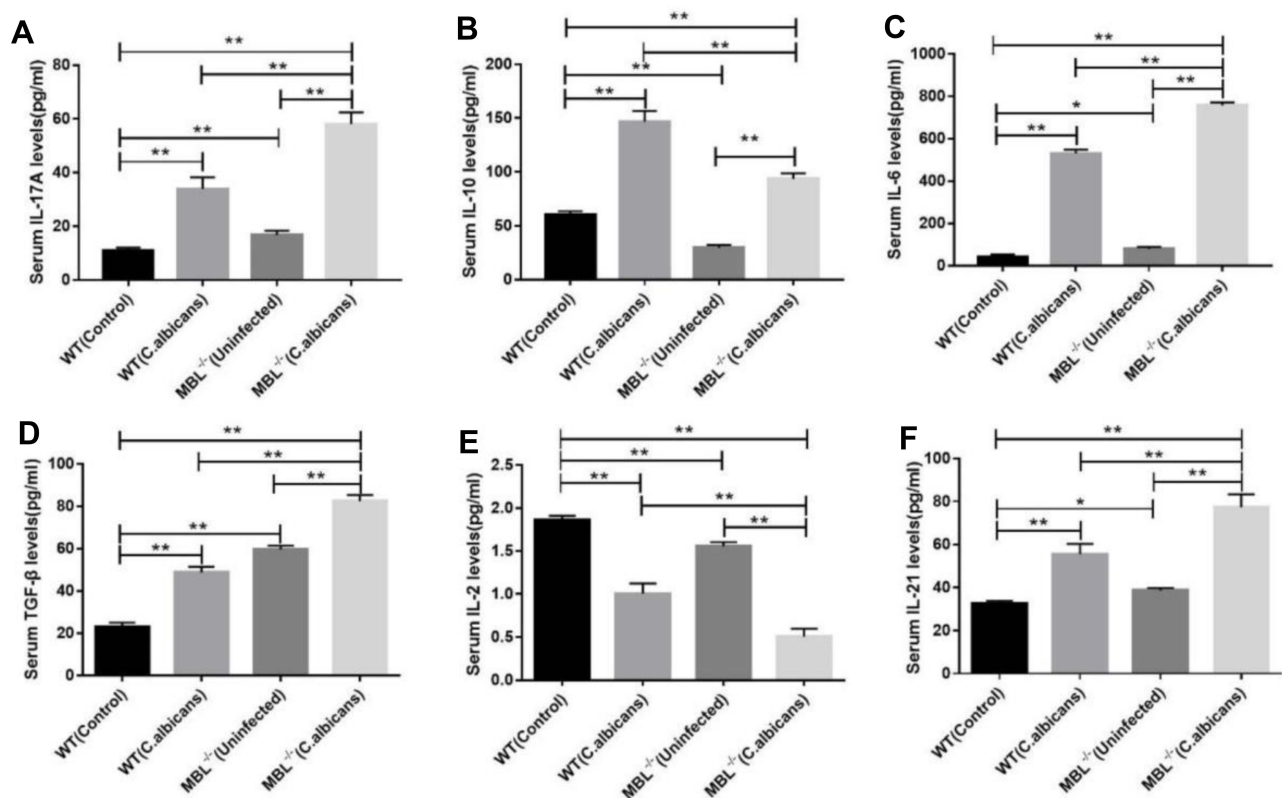 A
**
**
**
**
**
Serum IL-17A levels(pg/ml)
80
60
40
20
0
WT(Control)
WT(C.albicans)
MBL-/-(Uninfected)
MBL-/-(C.albicans)
B
**
**
**
**
**
Serum IL-10 levels(pg/ml)
200
150
100
50
0
WT(Control)
WT(C.albicans)
MBL-/-(Uninfected)
MBL-/-(C.albicans)
C
**
**
**
*
**
Serum IL-6 levels(pg/ml)
1000
800
600
400
200
0
WT(Control)
WT(C.albicans)
MBL-/-(Uninfected)
MBL-/-(C.albicans)
D
**
**
**
**
**
Serum TGF-β levels(pg/ml)
100
80
60
40
20
0
WT(Control)
WT(C.albicans)
MBL-/-(Uninfected)
MBL-/-(C.albicans)
E
**
**
**
**
**
Serum IL-2 levels(pg/ml)
2.5
2.0
1.5
1.0
0.5
0.0
WT(Control)
WT(C.albicans)
MBL-/-(Uninfected)
MBL-/-(C.albicans)
F
**
**
**
*
**
Serum IL-21 levels(pg/ml)
100
80
60
40
20
0
WT(Control)
WT(C.albicans)
MBL-/-(Uninfected)
MBL-/-(C.albicans)